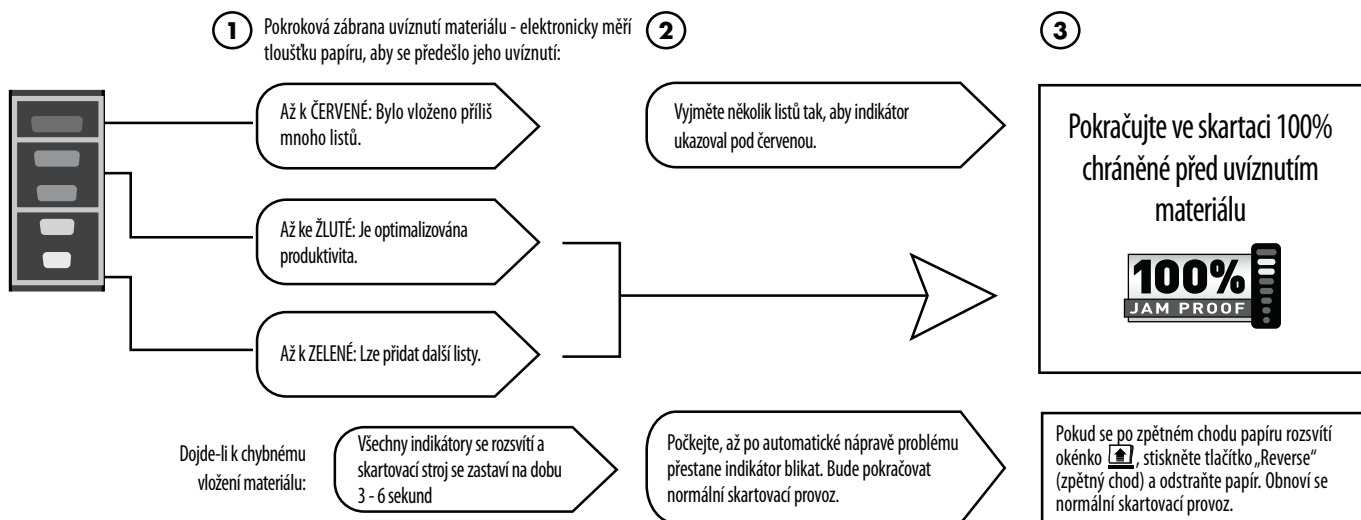 1
Pokroková zábrana uvíznutí materiálu - elektronicky měří
tloušťku papíru, aby se předešlo jeho uvíznutí:
Až k ČERVENÉ: Bylo vloženo příliš
mnoho listů.
Až ke ŽLUTÉ: Je optimalizována
produktivita.
Až k ZELENÉ: Lze přidat další listy.
2
Vyjměte několik listů tak, aby indikátor
ukazoval pod červenou.
3
Pokračujte ve skartaci 100%
chráněné před uvíznutím
materiálu
100%
JAM PROOF
Dojde-li k chybnému
vložení materiálu:
Všechny indikátory se rozsvítí a
skartovací stroj se zastaví na dobu
3 - 6 sekund
Počkejte, až po automatické nápravě problému
přestane indikátor blikat. Bude pokračovat
normální skartovací provoz.
Pokud se po zpětném chodu papíru rozsvítí
okénko , stiskněte tlačítko „Reverse“
(zpětný chod) a odstraňte papír. Obnoví se
normální skartovací provoz.